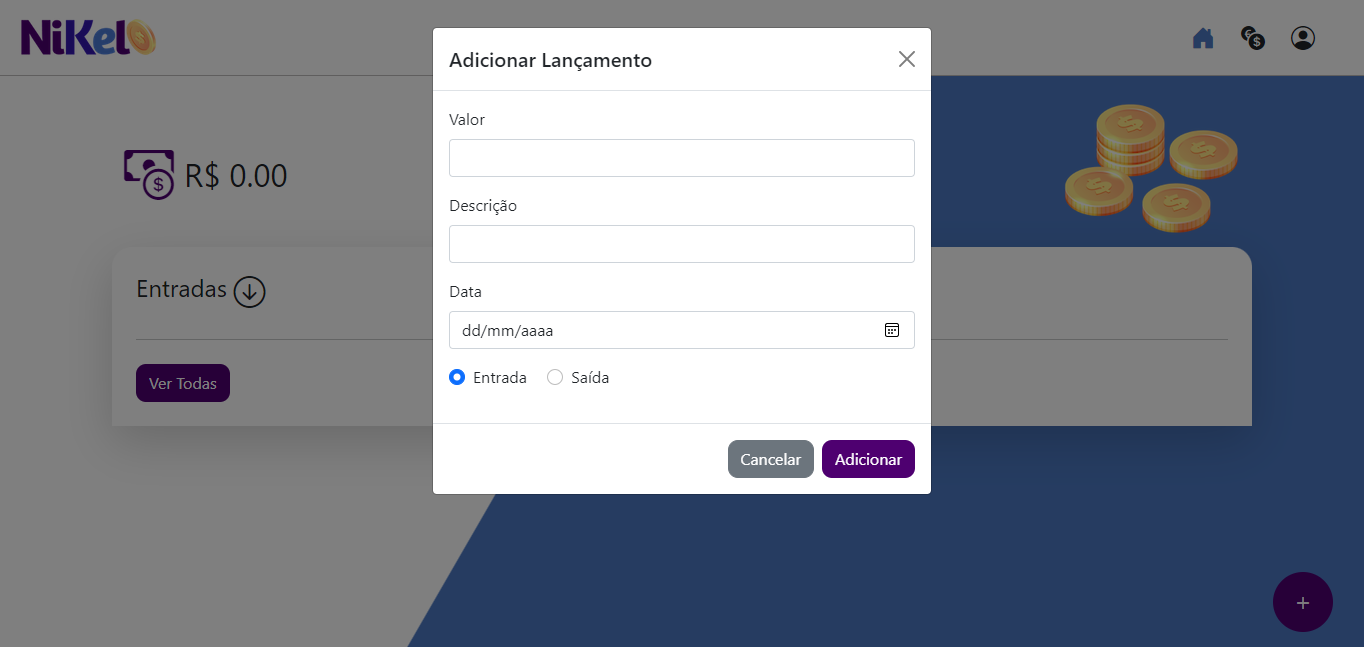 NiKel
Adicionar Lançamento
Valor
R$ 0.00
Descrição
Entradas
Data
dd/mm/aaaa
Entrada Saída
Ver Todas
Cancelar Adicionar
+